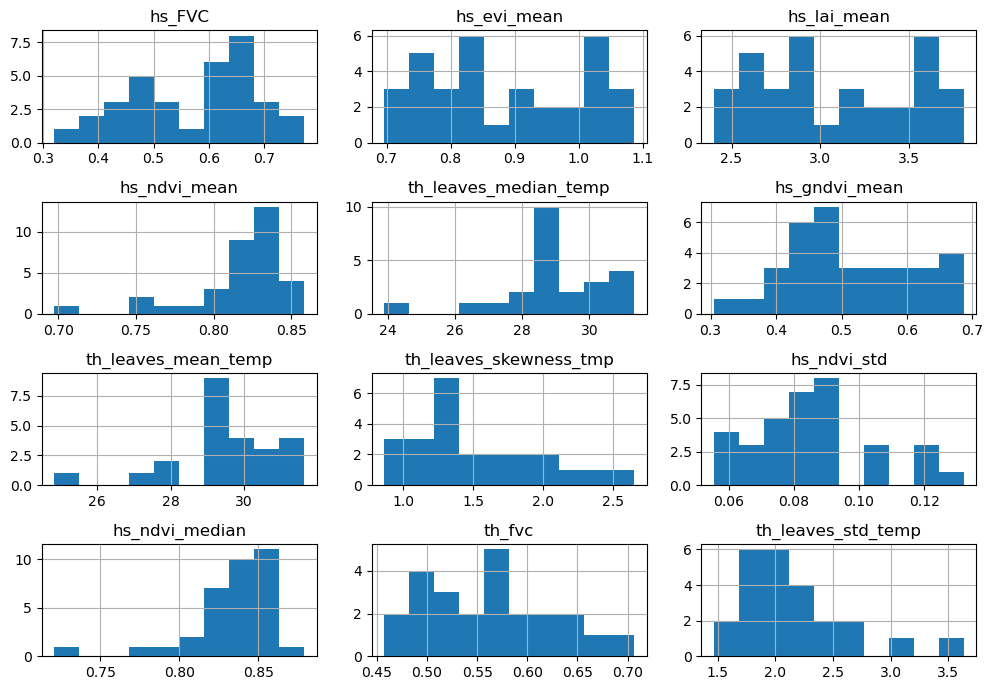 hs_FVC hs_evi_mean hs_lai_mean
7.5 6 6
5.0 4 4
2.5 2 2
0.0 0 0
0.3 0.4 0.5 0.6 0.7 0.7 0.8 0.9 1.0 1.1 2.5 3.0 3.5
hs_ndvi_mean th_leaves_median_temp hs_gndvi_mean
10 10 6
5 5 4
2
0 0 0
0.70 0.75 0.80 0.85 24 26 28 30 0.3 0.4 0.5 0.6 0.7
th_leaves_mean_temp th_leaves_skewness_tmp hs_ndvi_std
7.5 6 7.5
5.0 4 5.0
2.5 2 2.5
0.0 0 0.0
26 28 30 1.0 1.5 2.0 2.5 0.06 0.08 0.10 0.12
hs_ndvi_median th_fvc th_leaves_std_temp
10 4 6
5 2 4
2
0 0 0
0.75 0.80 0.85 0.45 0.50 0.55 0.60 0.65 0.70 1.5 2.0 2.5 3.0 3.5